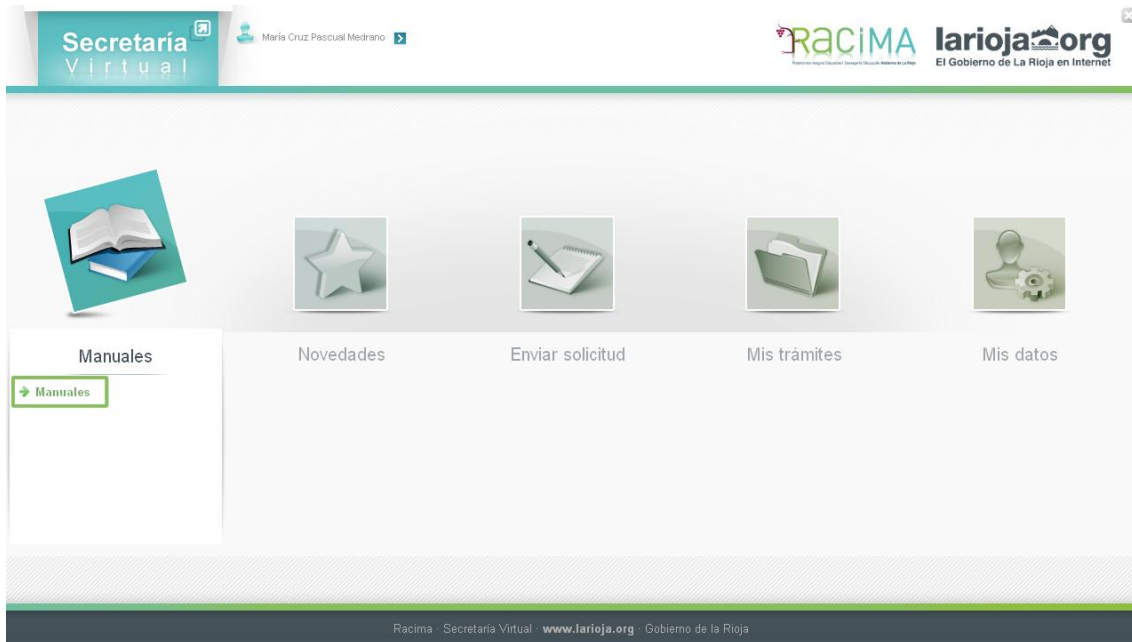 Secretaría
Virtual
María Cruz Pascual Medrano
RACIMA
larioja org
El Gobierno de La Rioja en Internet
Manuales
Novedades
Enviar solicitud
Mis trámites
Mis datos
Manuales
Racima · Secretaría Virtual · www.larioja.org · Gobierno de la Rioja